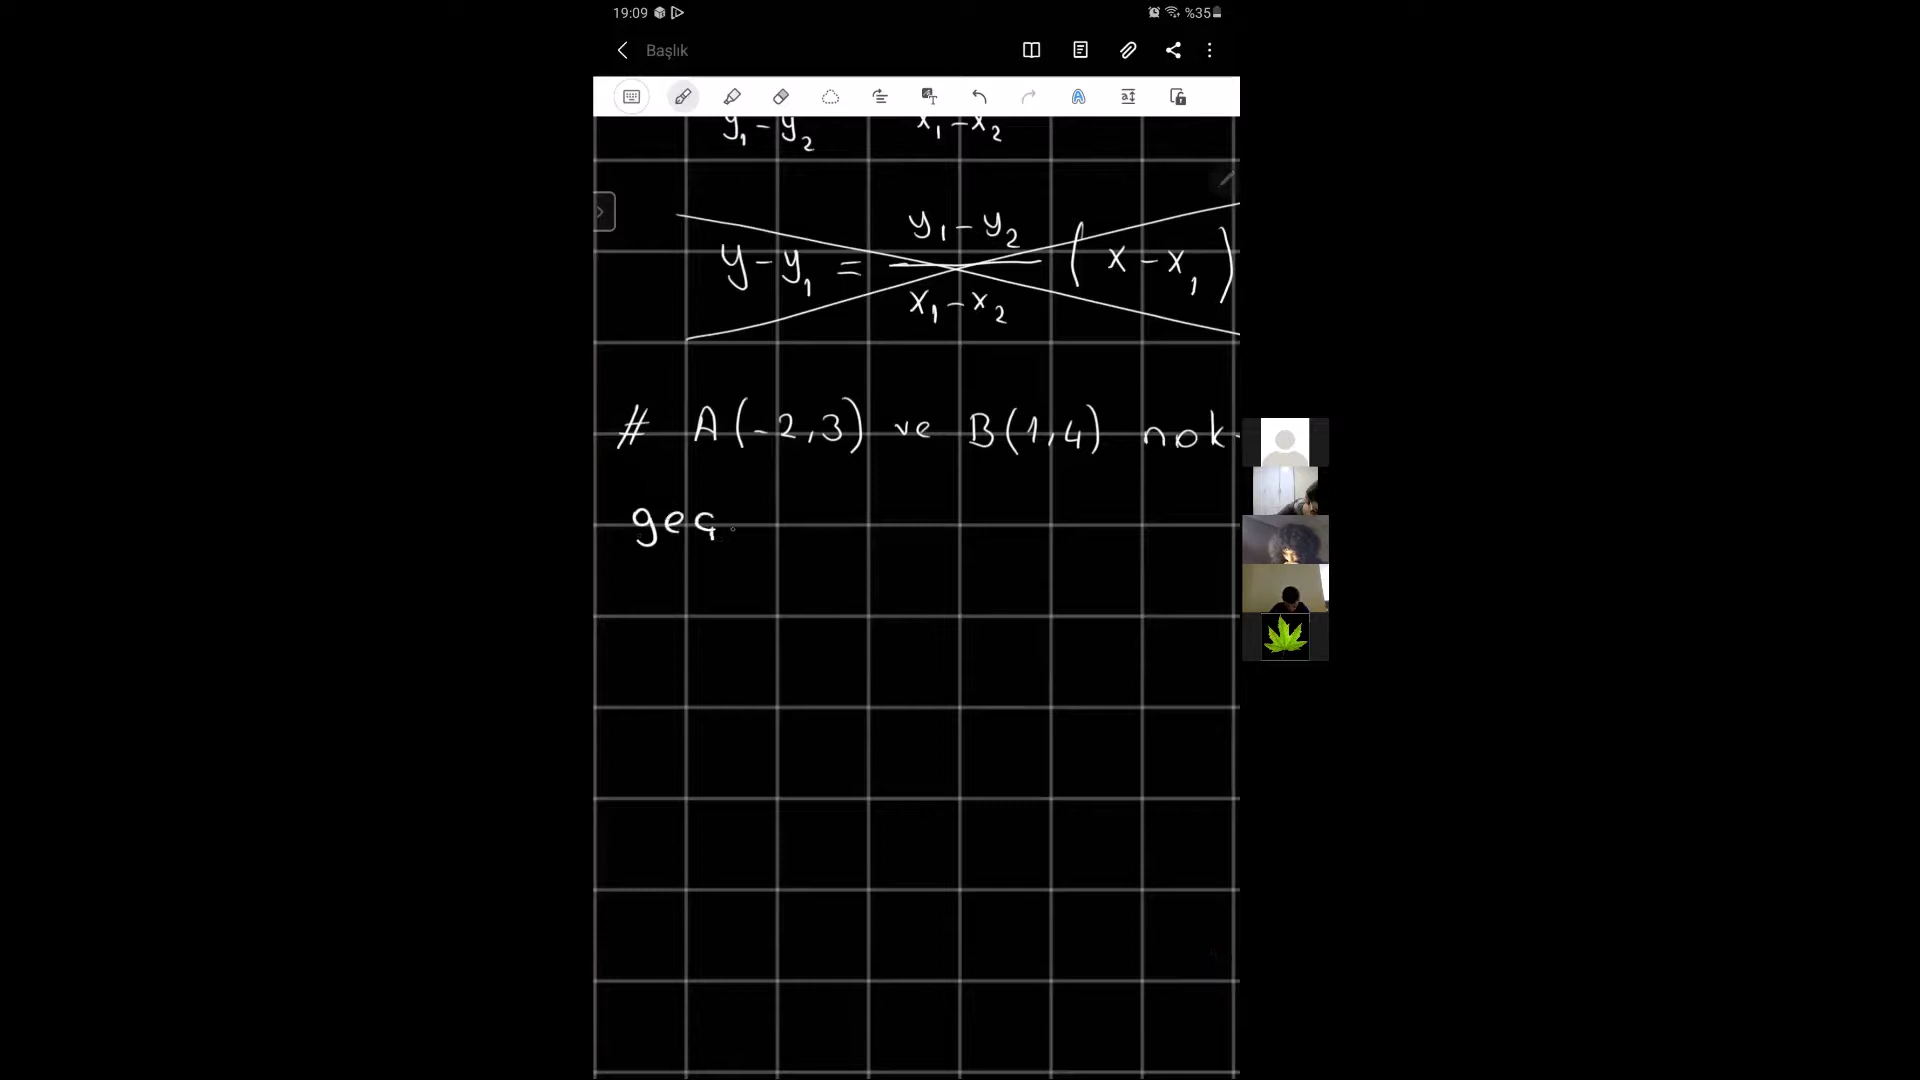 19:09 %35
Başlık
y₁ - y₂ x₁ - x₂
y - y₁ = y₁ - y₂ / x₁ - x₂ ( x - x₁ )
# A(-2,3) ve B(1,4) nok
geç